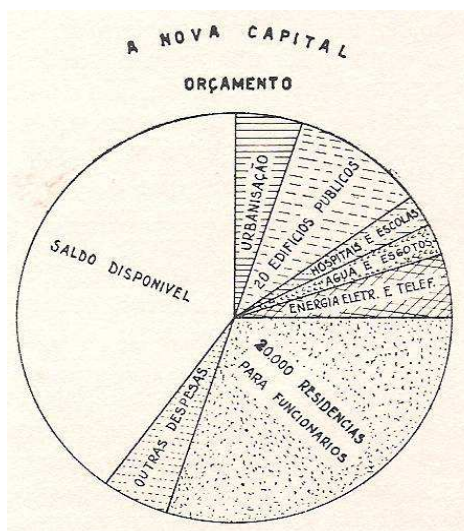 A NOVA CAPITAL
ORÇAMENTO
URBANISAÇÃO
20 EDIFICIOS PUBLICOS
HOSPITAIS E ESCOLAS
AGUA E ESGOTOS
ENERGIA ELETR. E TELEF.
SALDO DISPONIVEL
20.000 RESIDENCIAS
PARA FUNCIONARIOS
OUTRAS DESPESAS